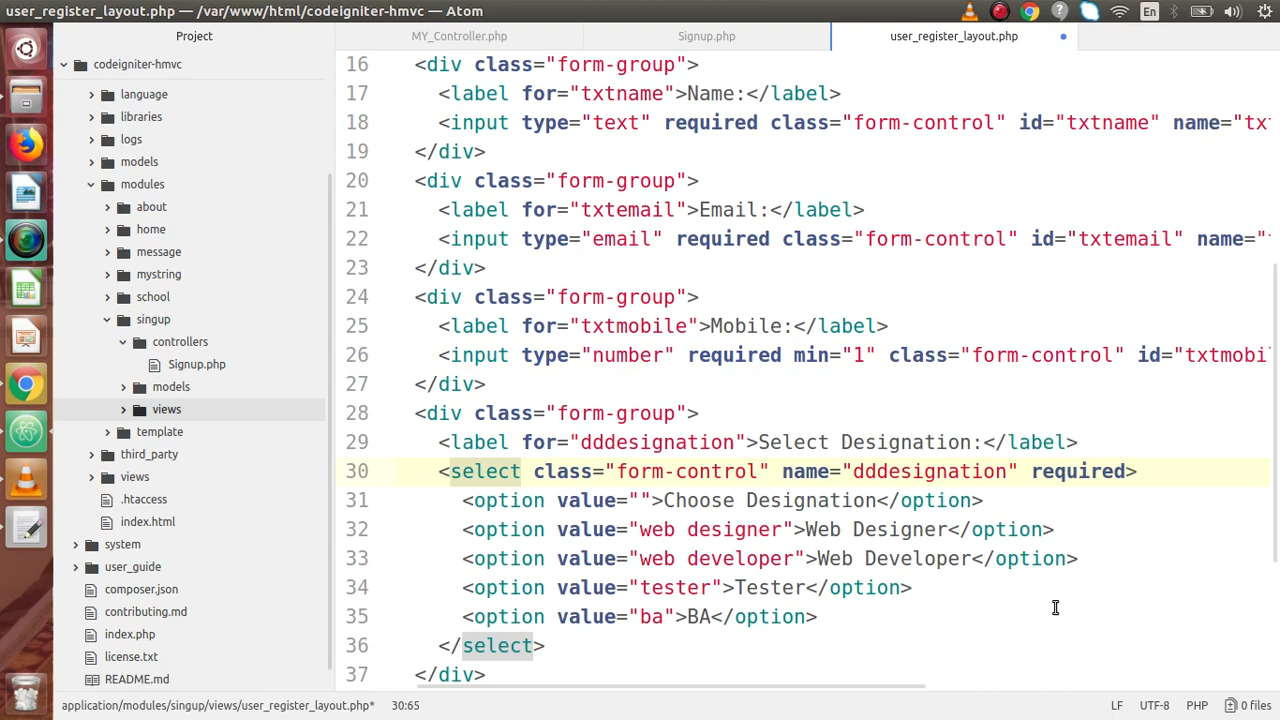 user_register_layout.php — /var/www/html/codeigniter-hmvc — Atom
En
Project
MY_Controller.php
Signup.php
user_register_layout.php
codeigniter-hmvc
language
libraries
logs
models
modules
about
home
message
mystring
school
singup
controllers
Signup.php
models
views
template
third_party
views
.htaccess
index.html
system
user_guide
composer.json
contributing.md
index.php
license.txt
README.md
16 <div class="form-group">
17 <label for="txtname">Name:</label>
18 <input type="text" required class="form-control" id="txtname" name="tx
19 </div>
20 <div class="form-group">
21 <label for="txtemail">Email:</label>
22 <input type="email" required class="form-control" id="txtemail" name="
23 </div>
24 <div class="form-group">
25 <label for="txtmobile">Mobile:</label>
26 <input type="number" required min="1" class="form-control" id="txtmobi
27 </div>
28 <div class="form-group">
29 <label for="dddesignation">Select Designation:</label>
30 <select class="form-control" name="dddesignation" required>
31 <option value="">Choose Designation</option>
32 <option value="web designer">Web Designer</option>
33 <option value="web developer">Web Developer</option>
34 <option value="tester">Tester</option>
35 <option value="ba">BA</option>
36 </select>
37 </div>
application/modules/singup/views/user_register_layout.php* 30:65 LF UTF-8 PHP 0 files